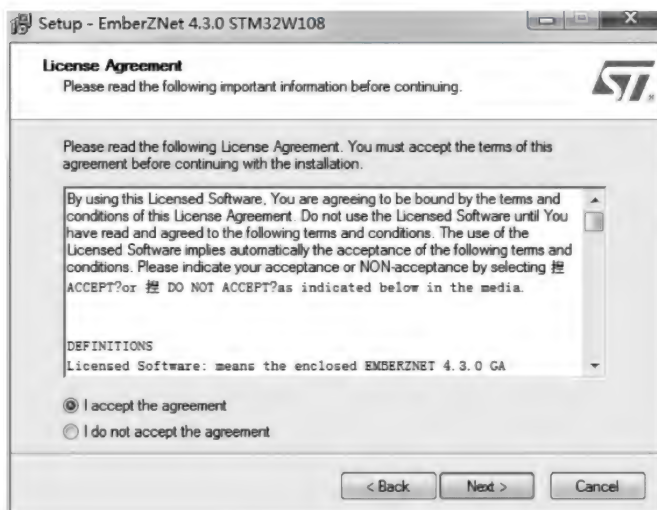 Setup - EmberZNet 4.3.0 STM32W108
License Agreement
Please read the following important information before continuing.
ST
Please read the following License Agreement. You must accept the terms of this
agreement before continuing with the installation.
By using this Licensed Software, You are agreeing to be bound by the terms and
conditions of this License Agreement. Do not use the Licensed Software until You
have read and agreed to the following terms and conditions. The use of the
Licensed Software implies automatically the acceptance of the following terms and
conditions. Please indicate your acceptance or NON-acceptance by selecting 揑
ACCEPT?or 揑 DO NOT ACCEPT?as indicated below in the media.
DEFINITIONS
Licensed Software: means the enclosed EMBERZNET 4.3.0 GA
I accept the agreement
I do not accept the agreement
< Back
Next >
Cancel